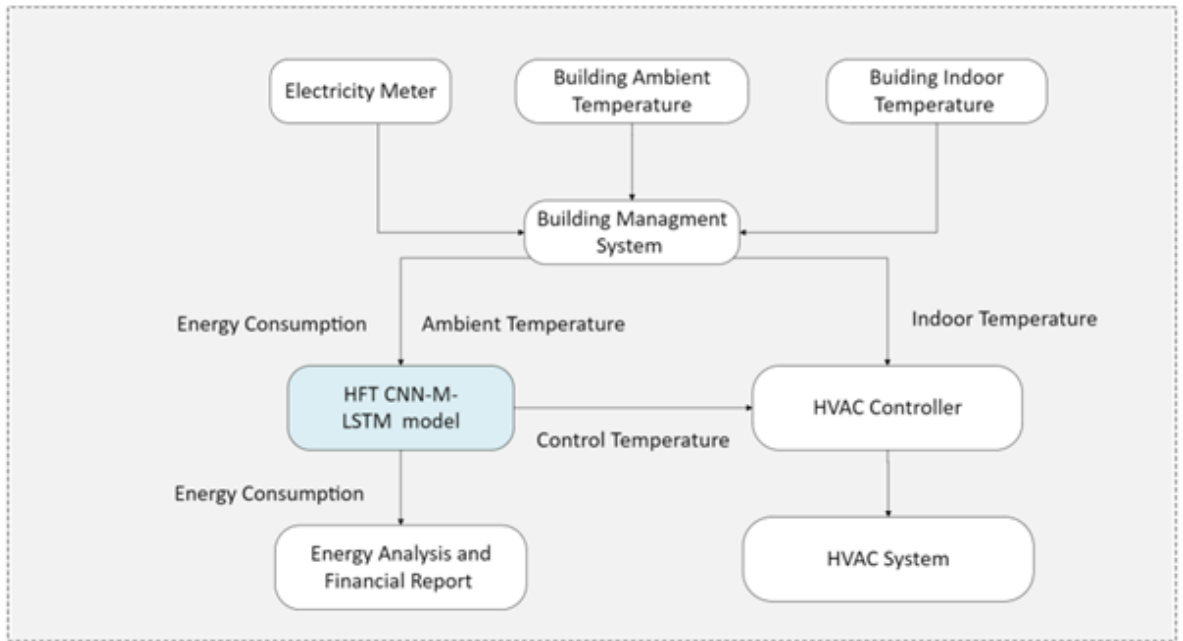 Electricity Meter
Building Ambient
Temperature
Buiding Indoor
Temperature
Building Managment
System
Energy Consumption
Ambient Temperature
Indoor Temperature
HFT CNN-M-
LSTM model
HVAC Controller
Control Temperature
Energy Consumption
Energy Analysis and
Financial Report
HVAC System